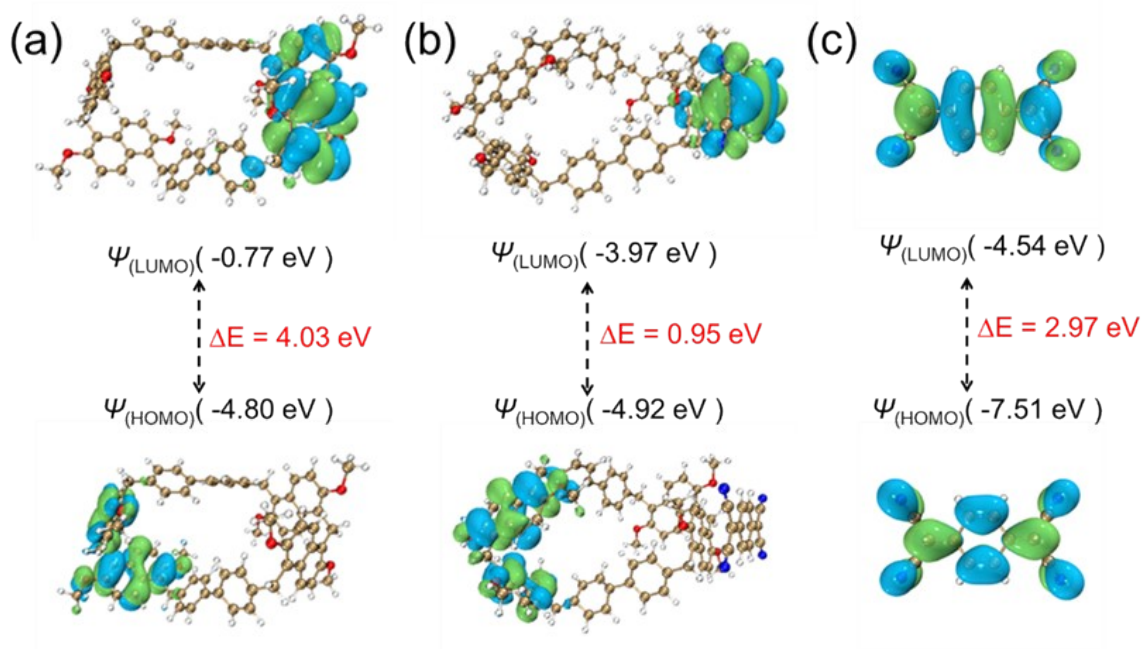 (a) (b) (c)
Ψ(LUMO)( -0.77 eV ) Ψ(LUMO)( -3.97 eV ) Ψ(LUMO)( -4.54 eV )
ΔE = 4.03 eV ΔE = 0.95 eV ΔE = 2.97 eV
Ψ(HOMO)( -4.80 eV ) Ψ(HOMO)( -4.92 eV ) Ψ(HOMO)( -7.51 eV )